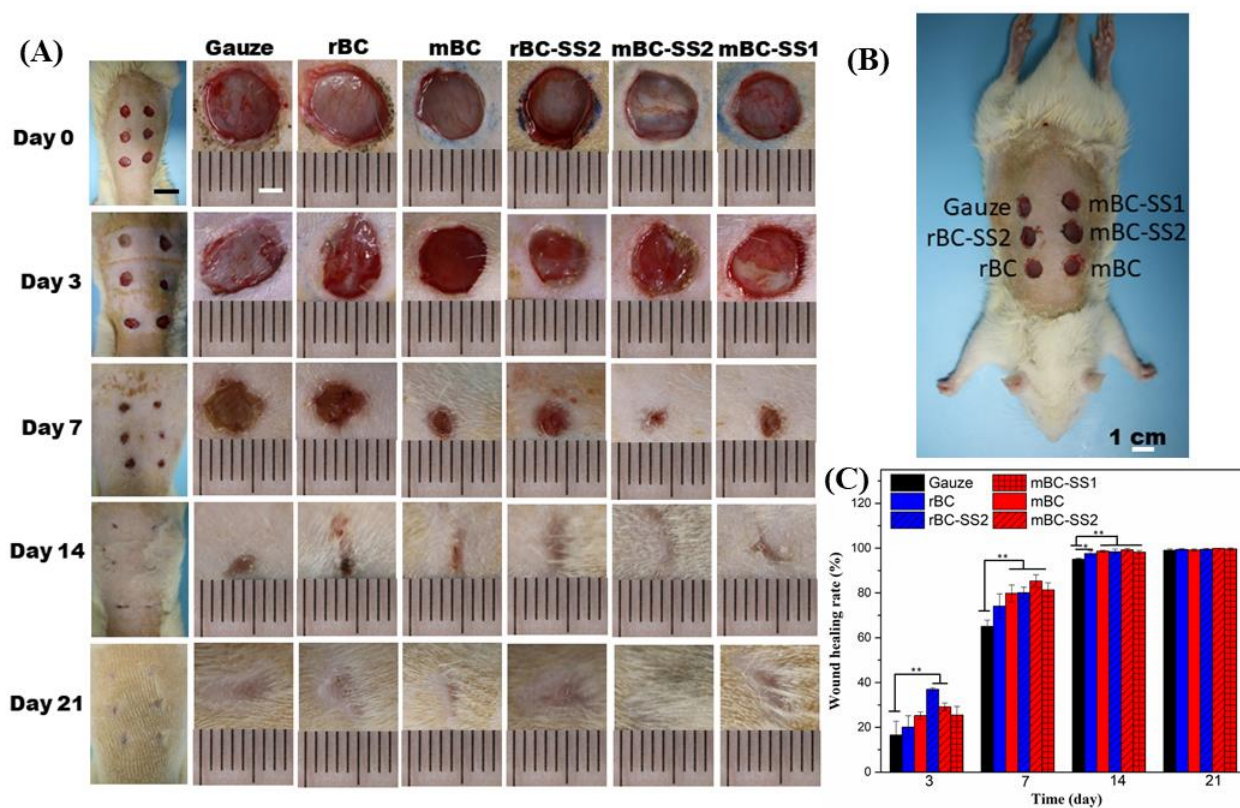 (A)
Gauze rBC mBC rBC-SS2 mBC-SS2 mBC-SS1
Day 0
Day 3
Day 7
Day 14
Day 21
(B)
Gauze mBC-SS1
rBC-SS2 mBC-SS2
rBC mBC
1 cm
(C)
Gauze mBC-SS1
rBC mBC
rBC-SS2 mBC-SS2
Wound healing rate (%)
120
100
80
60
40
20
0
**
**
* **
3 7 14 21
Time (day)